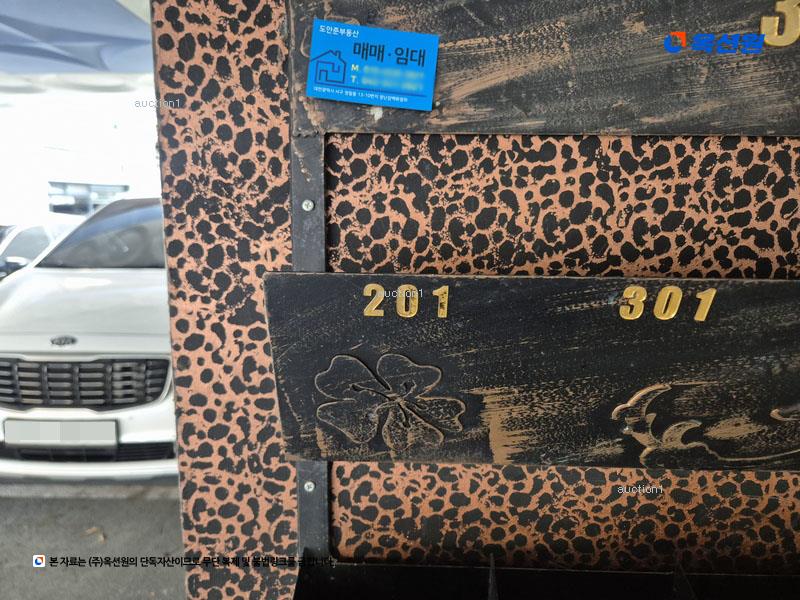 도안준부동산
매매·임대
M.
T.
3
옥션원
auction1
201
auction1
301
auction1
본 자료는 (주)옥션원의 단독자산이므로 무단 복제 및 불법링크를 금합니다.